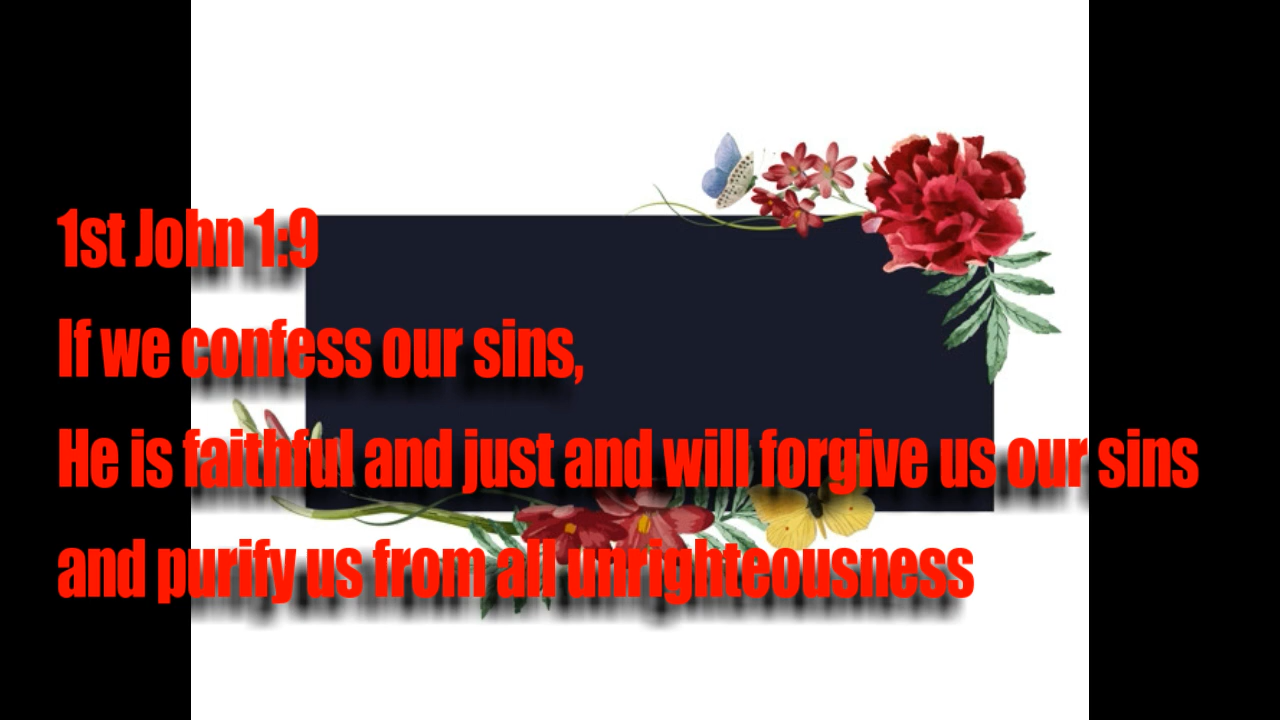 1st John 1:9
If we confess our sins,
He is faithful and just and will forgive us our sins
and purify us from all unrighteousness